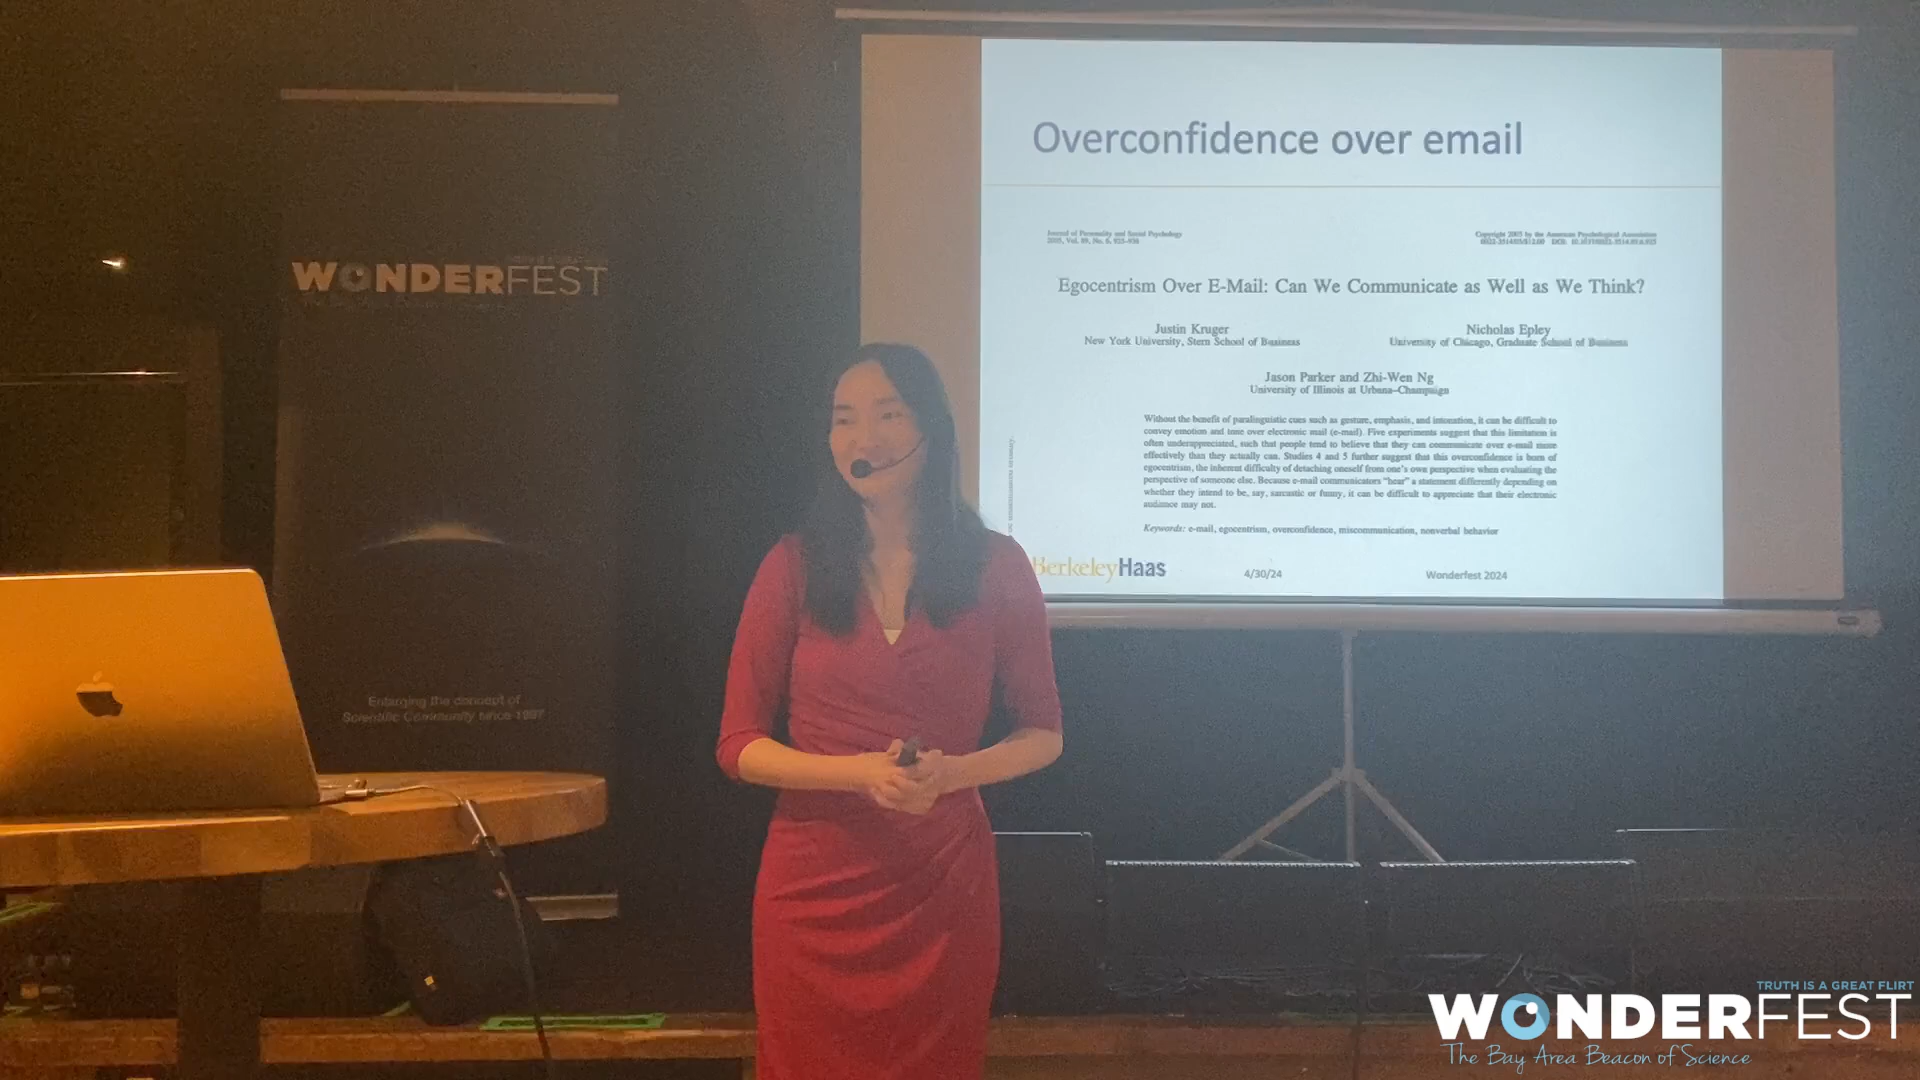 WONDERFEST
Enlarging the concept of
Scientific Community since 1997
Overconfidence over email
Journal of Personality and Social Psychology
2005, Vol. 89, No. 6, 925–936
Copyright 2005 by the American Psychological Association
Egocentrism Over E-Mail: Can We Communicate as Well as We Think?
Justin Kruger
New York University, Stern School of Business
Nicholas Epley
University of Chicago, Graduate School of Business
Jason Parker and Zhi-Wen Ng
University of Illinois at Urbana–Champaign
Without the benefit of paralinguistic cues such as gesture, emphasis, and intonation, it can be difficult to
convey emotion and tone over electronic mail (e-mail). Five experiments suggest that this limitation is
often underappreciated, such that people tend to believe that they can communicate over e-mail more
effectively than they actually can. Studies 4 and 5 further suggest that this overconfidence is born of
egocentrism, the inherent difficulty of detaching oneself from one's own perspective when evaluating the
perspective of someone else. Because e-mail communicators "hear" a statement differently depending on
whether they intend to be, say, sarcastic or funny, it can be difficult to appreciate that their electronic
audience may not.
Keywords: e-mail, egocentrism, overconfidence, miscommunication, nonverbal behavior
BerkeleyHaas
4/30/24
Wonderfest 2024
TRUTH IS A GREAT FLIRT
WONDERFEST
The Bay Area Beacon of Science